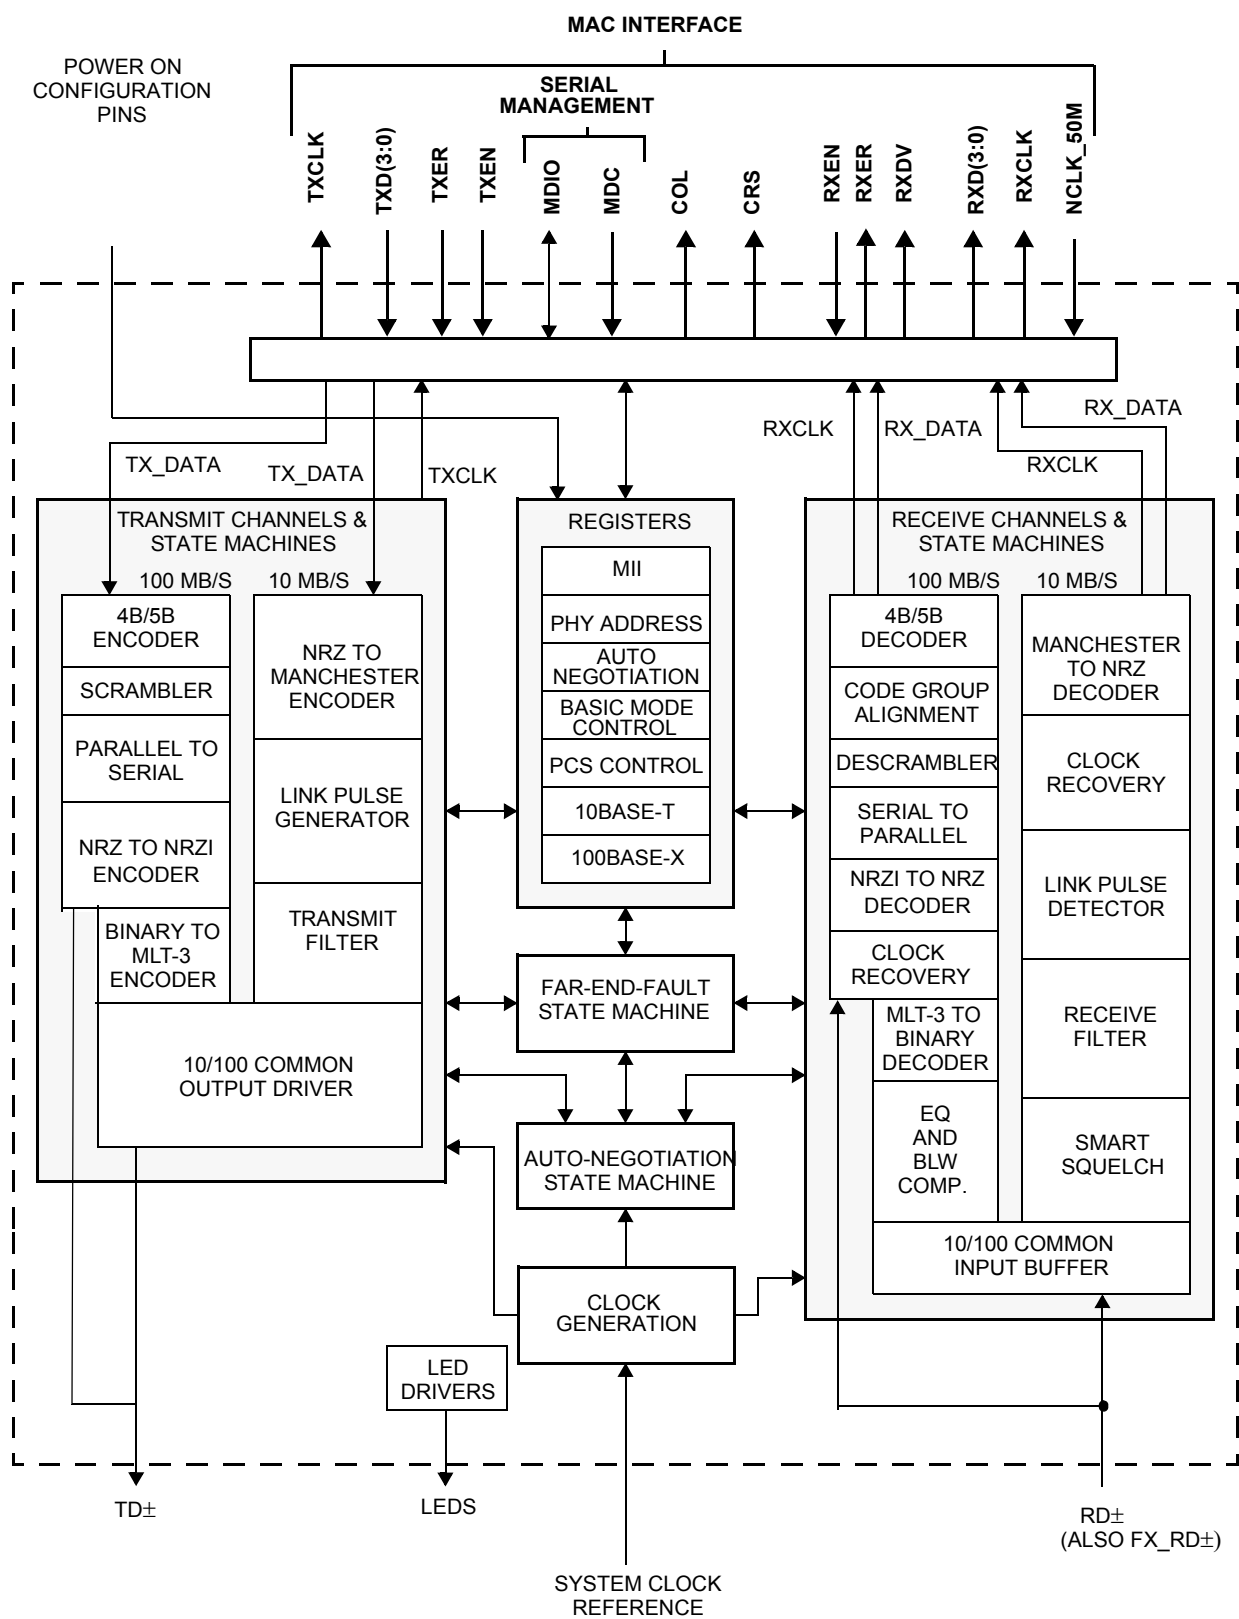 MAC INTERFACE
POWER ON
CONFIGURATION
PINS
SERIAL
MANAGEMENT
TXCLK
TXD(3:0)
TXER
TXEN
MDIO
MDC
COL
CRS
RXEN
RXER
RXDV
RXD(3:0)
RXCLK
NCLK_50M
TX_DATA
TX_DATA
TXCLK
RXCLK
RX_DATA
RXCLK
RX_DATA
TRANSMIT CHANNELS &
STATE MACHINES
100 MB/S
10 MB/S
4B/5B
ENCODER
SCRAMBLER
PARALLEL TO
SERIAL
NRZ TO NRZI
ENCODER
BINARY TO
MLT-3
ENCODER
NRZ TO
MANCHESTER
ENCODER
LINK PULSE
GENERATOR
TRANSMIT
FILTER
10/100 COMMON
OUTPUT DRIVER
REGISTERS
MII
PHY ADDRESS
AUTO
NEGOTIATION
BASIC MODE
CONTROL
PCS CONTROL
10BASE-T
100BASE-X
FAR-END-FAULT
STATE MACHINE
AUTO-NEGOTIATION
STATE MACHINE
CLOCK
GENERATION
LED
DRIVERS
RECEIVE CHANNELS &
STATE MACHINES
100 MB/S
10 MB/S
4B/5B
DECODER
CODE GROUP
ALIGNMENT
DESCRAMBLER
SERIAL TO
PARALLEL
NRZI TO NRZ
DECODER
CLOCK
RECOVERY
MLT-3 TO
BINARY
DECODER
EQ
AND
BLW
COMP.
MANCHESTER
TO NRZ
DECODER
CLOCK
RECOVERY
LINK PULSE
DETECTOR
RECEIVE
FILTER
SMART
SQUELCH
10/100 COMMON
INPUT BUFFER
TD±
LEDS
RD±
(ALSO FX_RD±)
SYSTEM CLOCK
REFERENCE